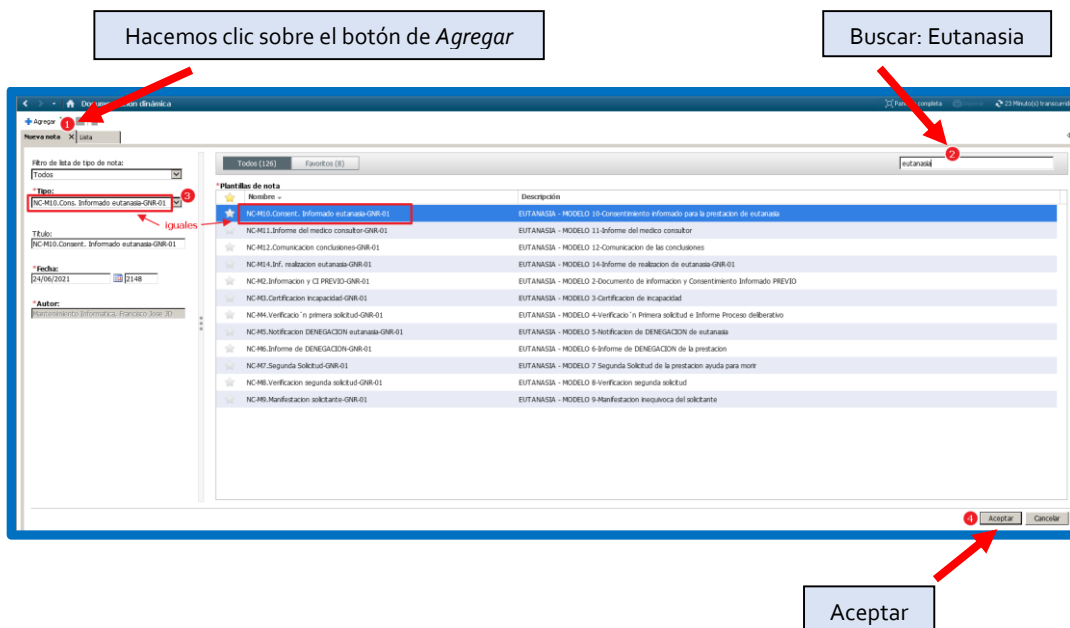 Hacemos clic sobre el botón de Agregar
Buscar: Eutanasia
dinámica
completa
23 Minuto(s)
Agregar
1
Nueva nota
Lista
Filtro de lista de tipo de nota:
Todos
*Tipo:
3
NC-M10.Cons. Informado eutanasia-GNR-01
iguales
Título:
NC-M10.Consent. Informado eutanasia-GNR-01
*Fecha:
24/06/2021 2148
*Autor:
Mantenimiento Informatica, Francisco Jose JD
Todos (126) Favoritos (8)
2
eutanasia
*Plantillas de nota
Nombre Descripción
NC-M10.Consent. Informado eutanasia-GNR-01 EUTANASIA - MODELO 10-Consentimiento informado para la prestacion de eutanasia
NC-M11.Informe del medico consultor-GNR-01 EUTANASIA - MODELO 11-Informe del medico consultor
NC-M12.Comunicacion conclusiones-GNR-01 EUTANASIA - MODELO 12-Comunicacion de las conclusiones
NC-M14.Inf. realizacion eutanasia-GNR-01 EUTANASIA - MODELO 14-Informe de realizacion de eutanasia-GNR-01
NC-M2.Informacion y CI PREVIO-GNR-01 EUTANASIA - MODELO 2-Documento de informacion y Consentimiento Informado PREVIO
NC-M3.Certificacion incapacidad-GNR-01 EUTANASIA - MODELO 3-Certificacion de incapacidad
NC-M4.Verificacio´n primera solicitud-GNR-01 EUTANASIA - MODELO 4-Verificacio´n Primera solicitud e Informe Proceso deliberativo
NC-M5.Notificacion DENEGACION eutanasia-GNR-01 EUTANASIA - MODELO 5-Notificacion de DENEGACION de eutanasia
NC-M6.Informe de DENEGACION-GNR-01 EUTANASIA - MODELO 6-Informe de DENEGACION de la prestacion
NC-M7.Segunda Solicitud-GNR-01 EUTANASIA - MODELO 7 Segunda Solicitud de la prestacion ayuda para morir
NC-M8.Verificacion segunda solicitud-GNR-01 EUTANASIA - MODELO 8-Verificacion segunda solicitud
NC-M9.Manifestacion solicitante-GNR-01 EUTANASIA - MODELO 9-Manifestacion inequivoca del solicitante
4 Aceptar Cancelar
Aceptar